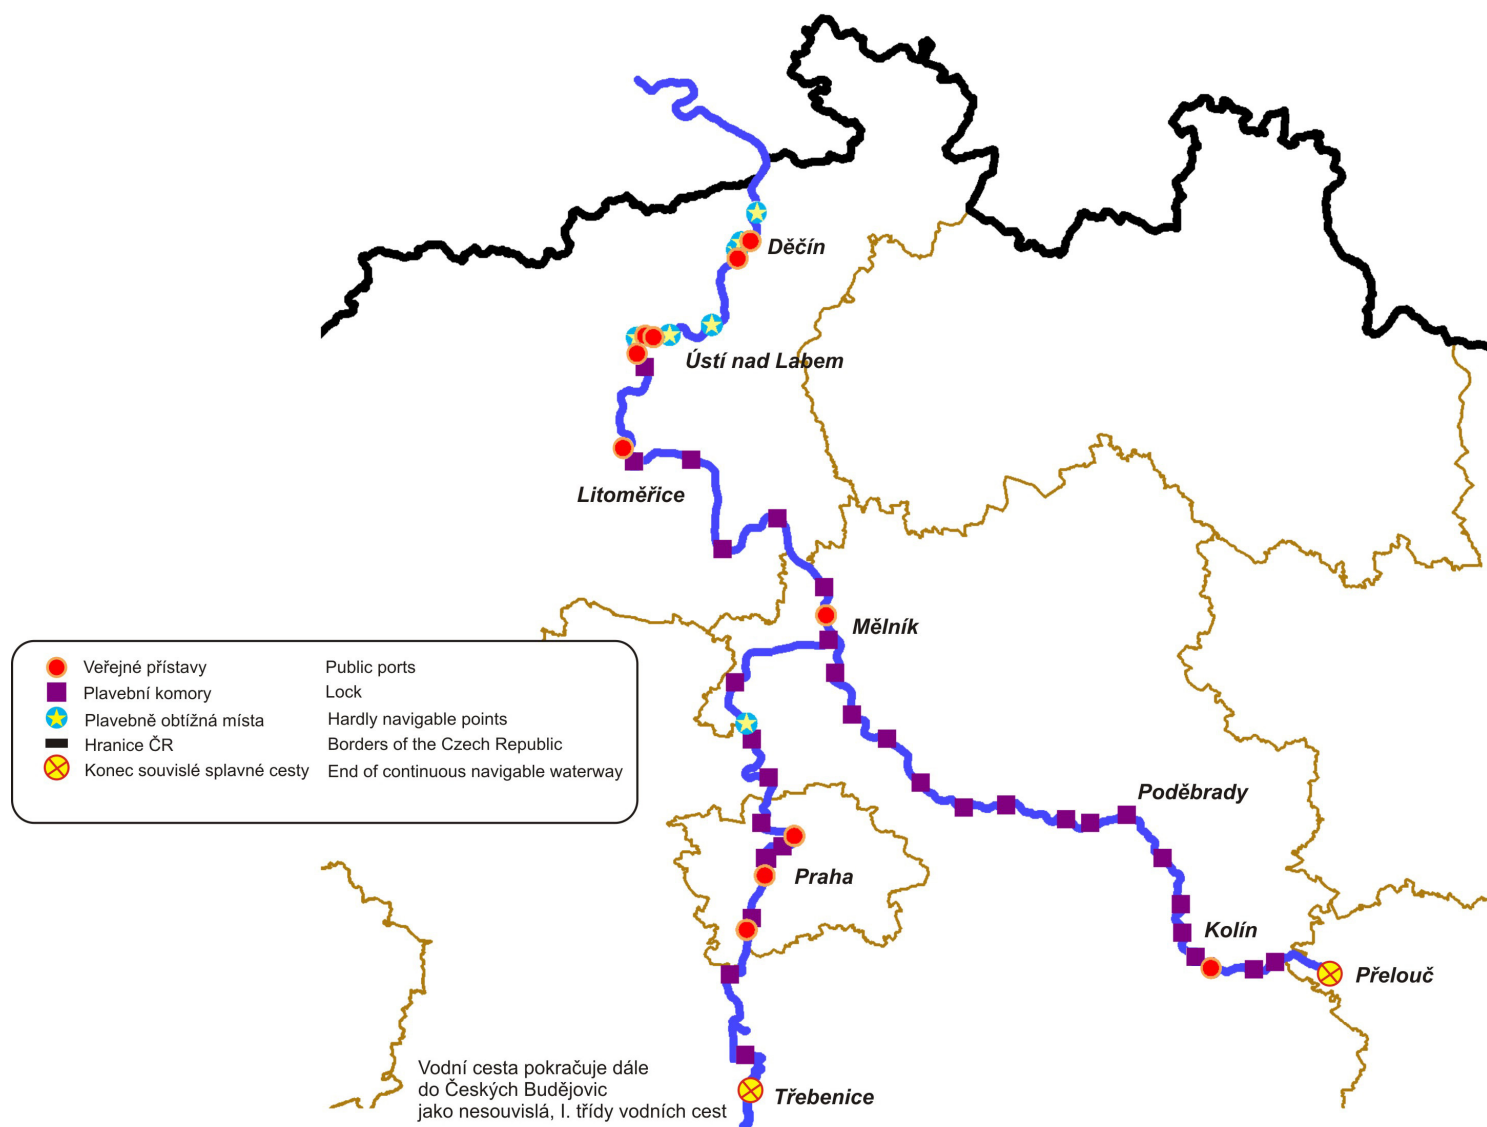 Děčín
Ústí nad Labem
Litoměřice
Mělník
Veřejné přístavy Public ports
Plavební komory Lock
Plavebně obtížná místa Hardly navigable points
Hranice ČR Borders of the Czech Republic
Konec souvislé splavné cesty End of continuous navigable waterway
Poděbrady
Praha
Kolín
Přelouč
Vodní cesta pokračuje dále
do Českých Budějovic
jako nesouvislá, I. třídy vodních cest
Třebenice